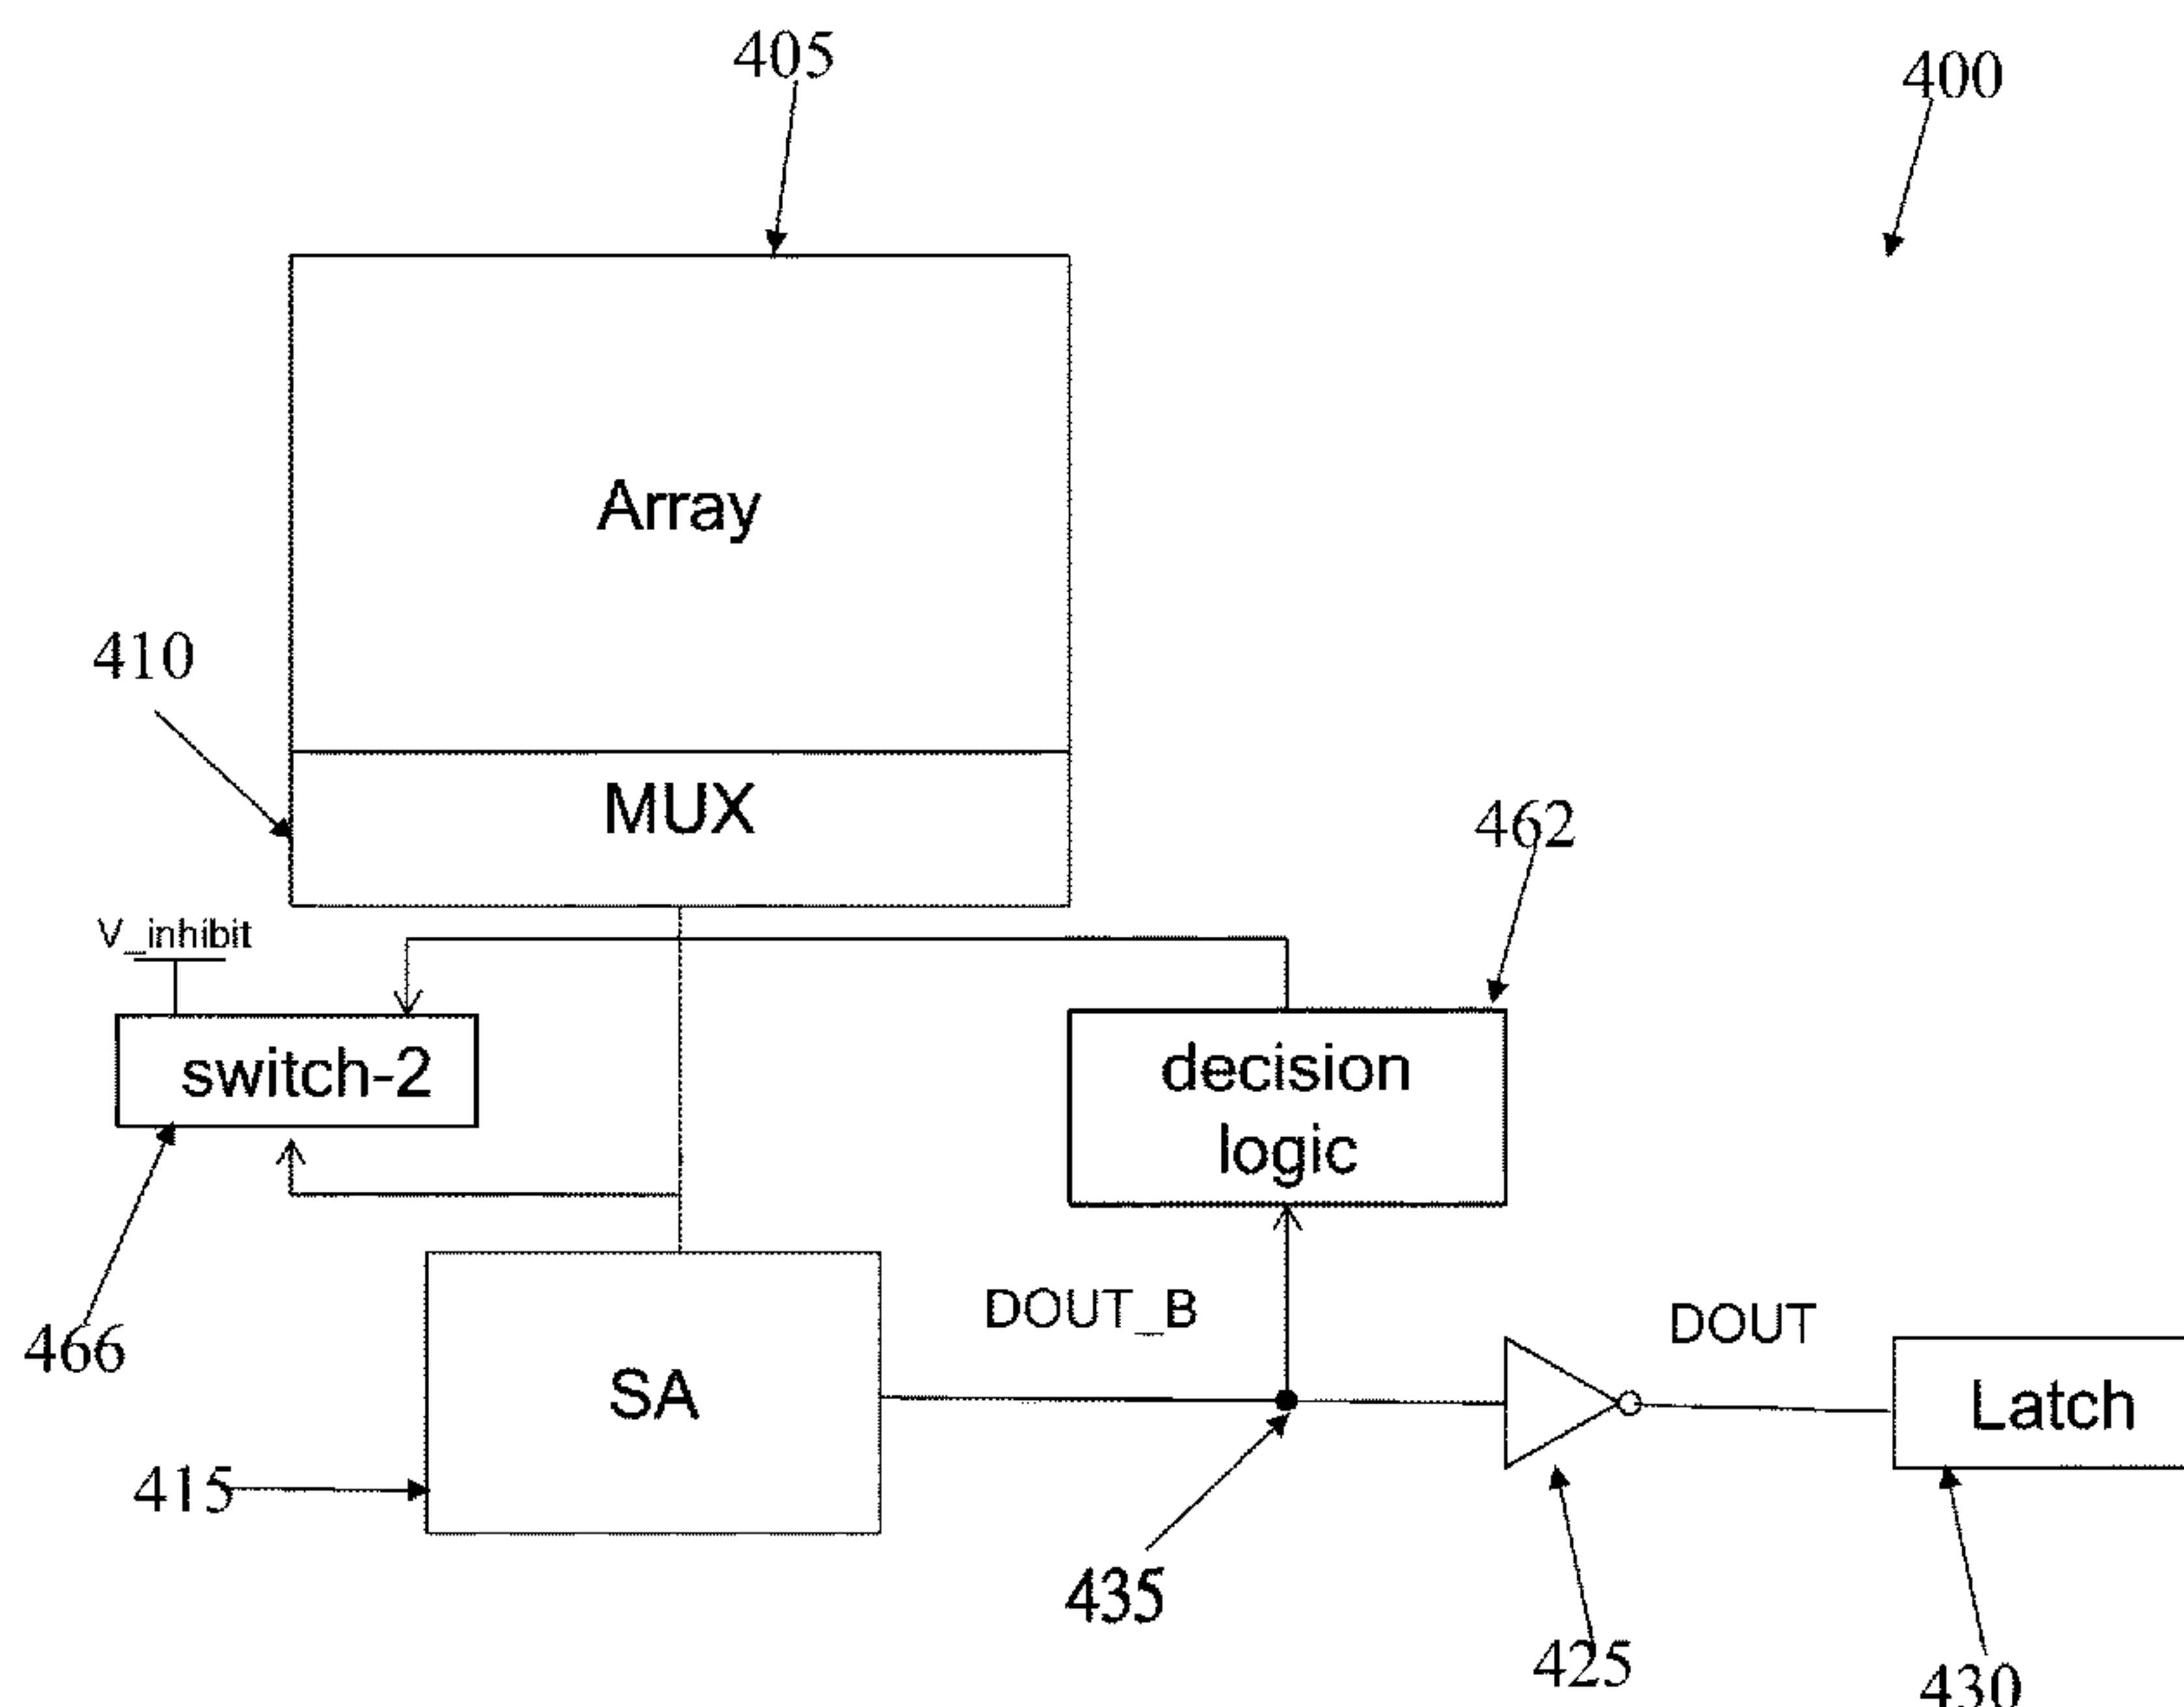 405
400
Array
410
MUX
462
V_inhibit
switch-2
decision
logic
466
DOUT_B
DOUT
SA
Latch
415
435
425
430